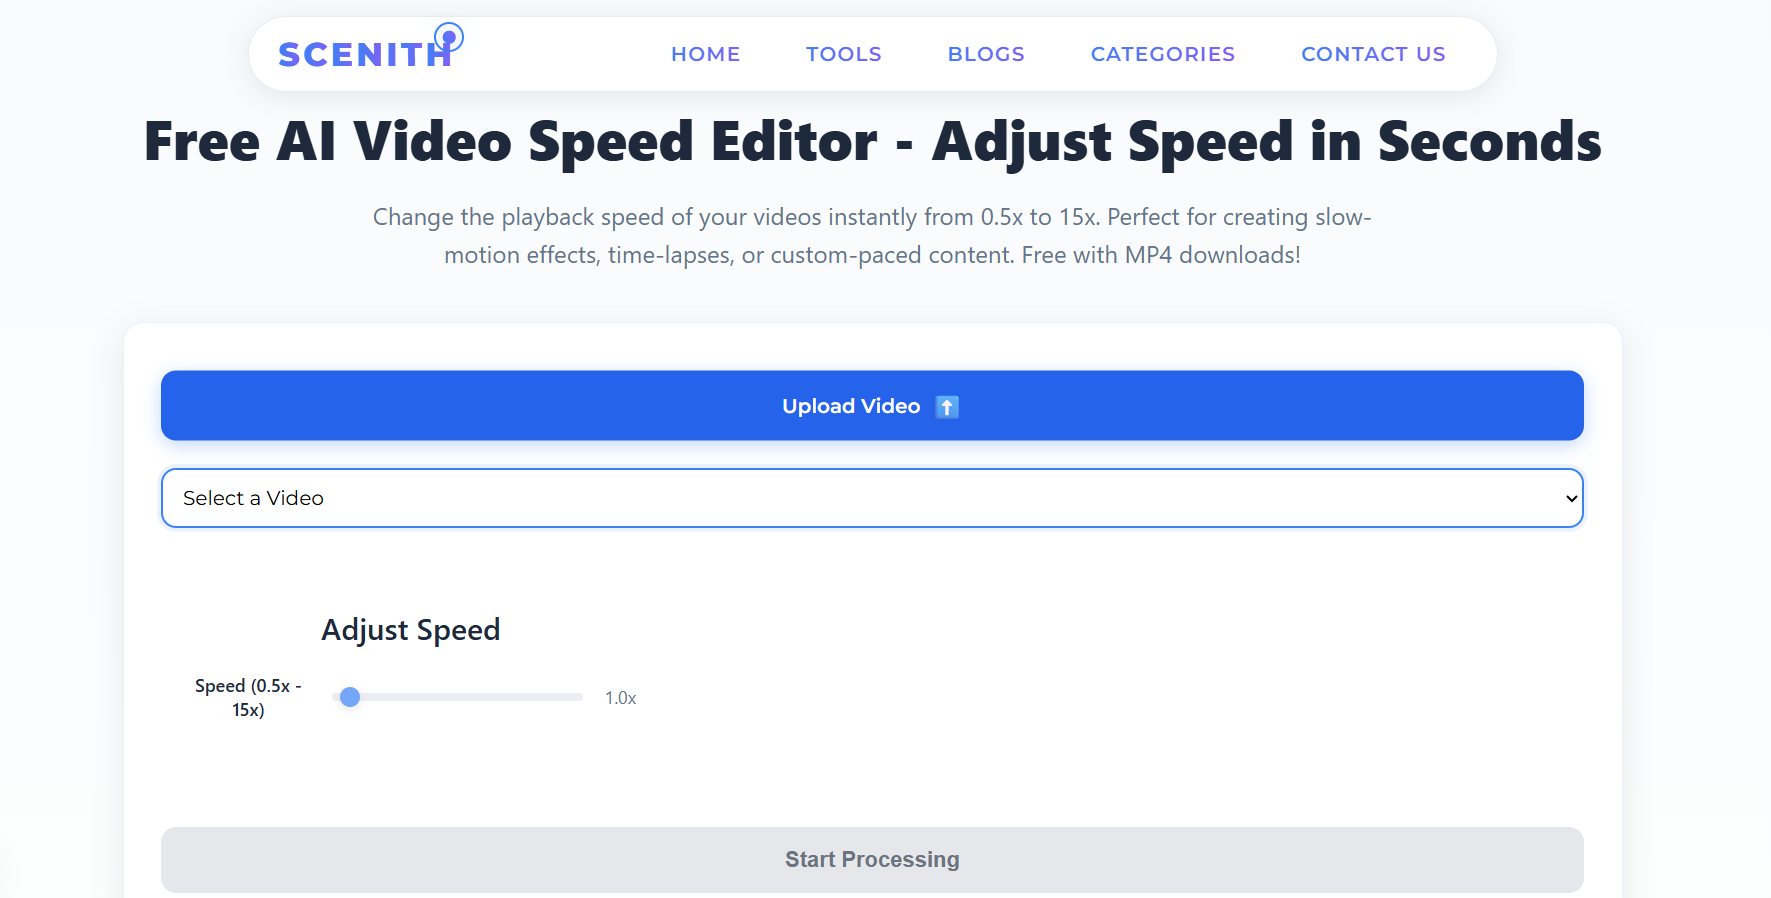 SCENITH
HOME TOOLS BLOGS CATEGORIES CONTACT US
Free AI Video Speed Editor - Adjust Speed in Seconds
Change the playback speed of your videos instantly from 0.5x to 15x. Perfect for creating slow-
motion effects, time-lapses, or custom-paced content. Free with MP4 downloads!
Upload Video
Select a Video
Adjust Speed
Speed (0.5x -
15x)
1.0x
Start Processing